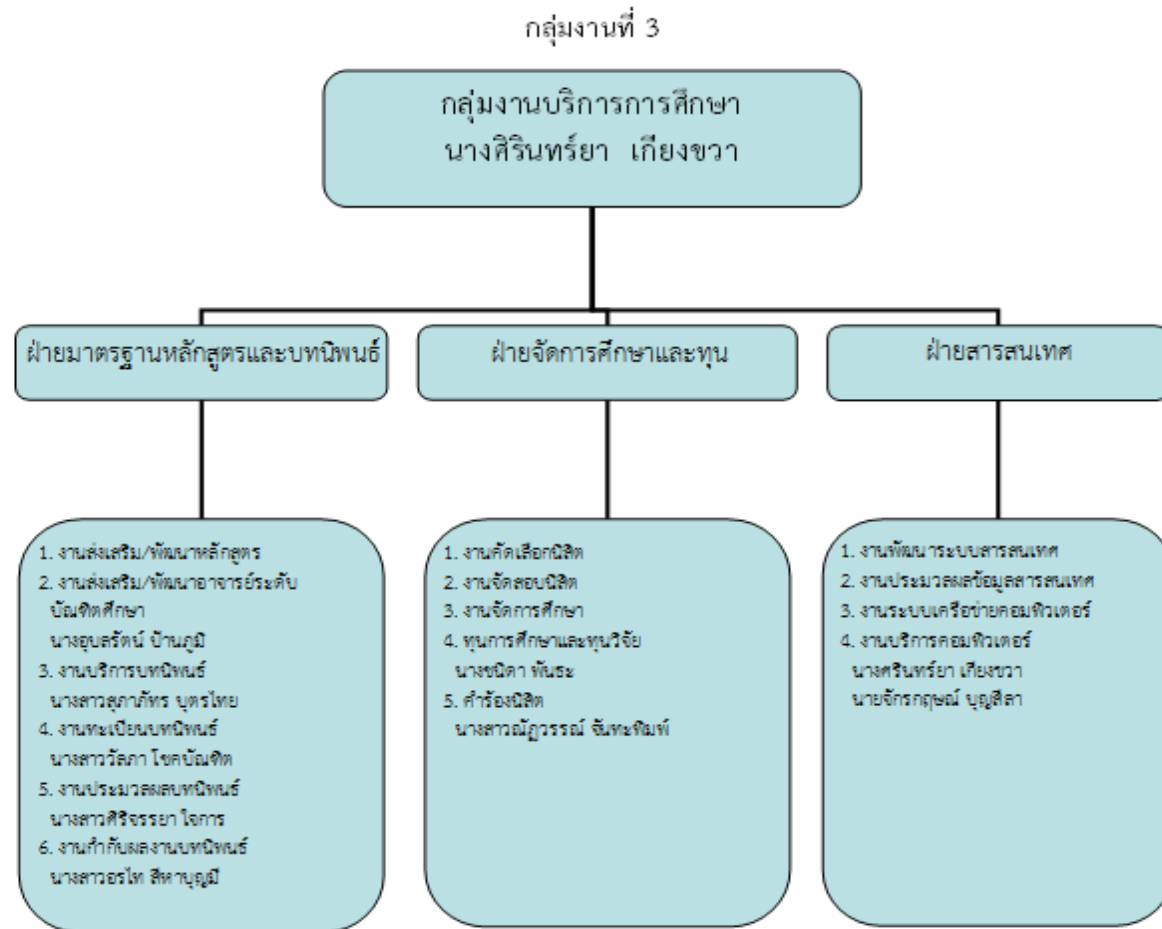 กลุ่มงานที่ 3
กลุ่มงานบริการการศึกษา
นางศิรินทร์ยา เกียงขวา
ฝ่ายมาตรฐานหลักสูตรและบทนิพนธ์
ฝ่ายจัดการศึกษาและทุน
ฝ่ายสารสนเทศ
1. งานส่งเสริม/พัฒนาหลักสูตร
2. งานส่งเสริม/พัฒนาอาจารย์ระดับ
บัณฑิตศึกษา
นางอุบลรัตน์ ป้านภูมิ
3. งานบริการบทนิพนธ์
นางสาวสุภาภัทร บุตรไทย
4. งานทะเบียนบทนิพนธ์
นางสาววัลภา โชคบัณฑิต
5. งานประมวลผลบทนิพนธ์
นางสาวศิริจรรยา ใจการ
6. งานกำกับผลงานบทนิพนธ์
นางสาวอรไท สีหาบุญมี
1. งานคัดเลือกนิสิต
2. งานจัดสอบนิสิต
3. งานจัดการศึกษา
4. ทุนการศึกษาและทุนวิจัย
นางชนิดา พันธะ
5. คำร้องนิสิต
นางสาวณัฏวรรณ์ จันทะพิมพ์
1. งานพัฒนาระบบสารสนเทศ
2. งานประมวลผลข้อมูลสารสนเทศ
3. งานระบบเครือข่ายคอมพิวเตอร์
4. งานบริการคอมพิวเตอร์
นางศรินทร์ยา เกียงขวา
นายจักรกฤษณ์ บุญสีลา